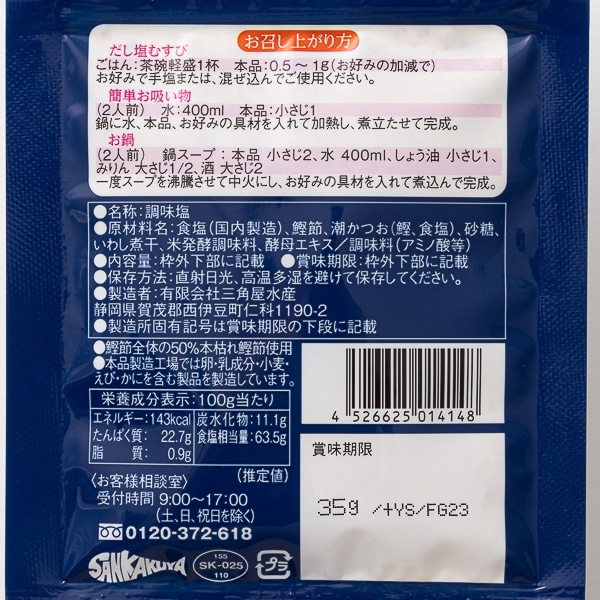 お召し上がり方
だし塩むすび
ごはん:茶碗軽盛1杯 本品:0.5~1g(お好みの加減で)
お好みで手塩または、混ぜ込んでご使用ください。
簡単お吸い物
(2人前) 水:400ml 本品:小さじ1
鍋に水、本品、お好みの具材を入れて加熱し、煮立たせて完成。
お鍋
(2人前) 鍋スープ:本品 小さじ2、水 400ml、しょう油 小さじ1、
みりん 大さじ1/2、酒 大さじ2
一度スープを沸騰させて中火にし、お好みの具材を入れて煮込んで完成。
●名称:調味塩
●原材料名:食塩(国内製造)、鰹節、潮かつお(鰹、食塩)、砂糖、
いわし煮干、米発酵調味料、酵母エキス/調味料(アミノ酸等)
●内容量:枠外下部に記載 ●賞味期限:枠外下部に記載
●保存方法:直射日光、高温多湿を避けて保存してください。
●製造者:有限会社三角屋水産
静岡県賀茂郡西伊豆町仁科1190-2
●製造所固有記号は賞味期限の下段に記載
●鰹節全体の50%本枯れ鰹節使用
●本品製造工場では卵・乳成分・小麦・
えび・かにを含む製品を製造しています。
栄養成分表示:100g当たり
エネルギー:143kcal 炭水化物:11.1g
たんぱく質: 22.7g 食塩相当量:63.5g
脂 質: 0.9g
(推定値)
〈お客様相談室〉
受付時間 9:00~17:00
(土、日、祝日を除く)
0120-372-618
SANKAKUYA
155
SK-025
110
プラ
4 526625 014148
賞味期限
35g /+YS/FG23